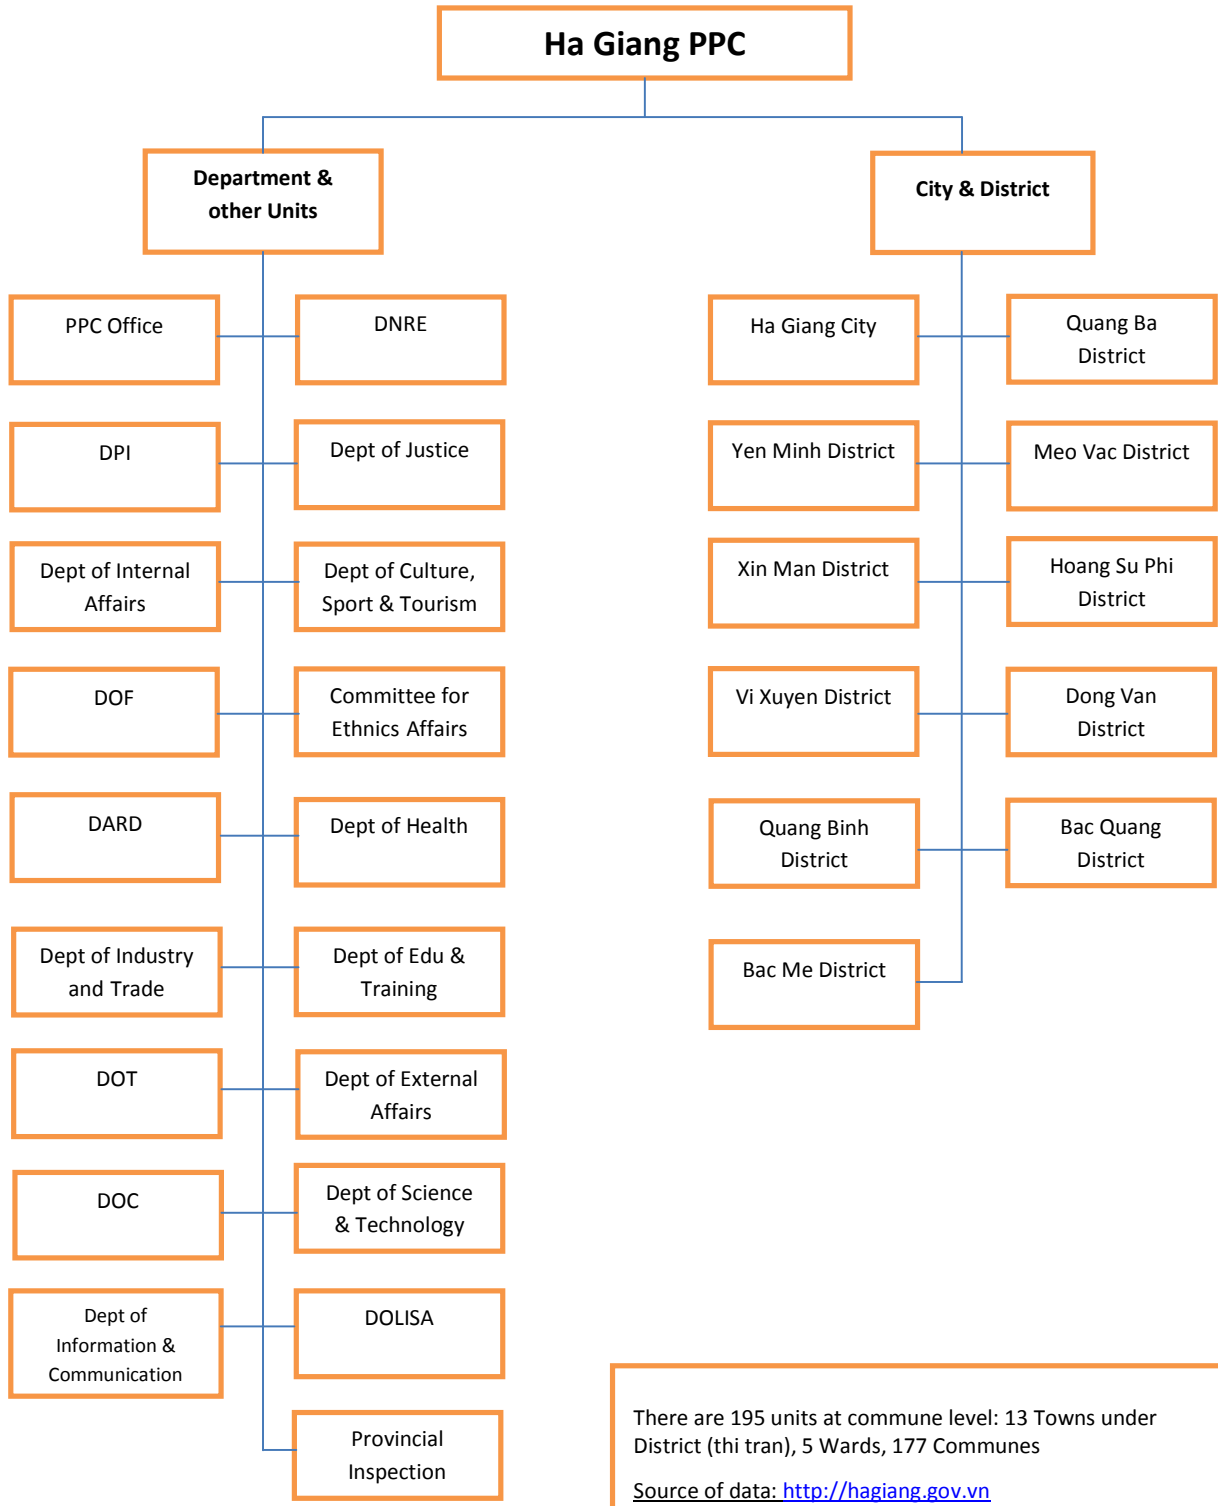 Ha Giang PPC
Department &
other Units
City & District
PPC Office
DNRE
Ha Giang City
Quang Ba
District
DPI
Dept of Justice
Yen Minh District
Meo Vac District
Dept of Internal
Affairs
Dept of Culture,
Sport & Tourism
Xin Man District
Hoang Su Phi
District
DOF
Committee for
Ethnics Affairs
Vi Xuyen District
Dong Van
District
DARD
Dept of Health
Quang Binh
District
Bac Quang
District
Dept of Industry
and Trade
Dept of Edu &
Training
Bac Me District
DOT
Dept of External
Affairs
DOC
Dept of Science
& Technology
Dept of
Information &
Communication
DOLISA
Provincial
Inspection
There are 195 units at commune level: 13 Towns under
District (thi tran), 5 Wards, 177 Communes
Source of data: http://hagiang.gov.vn